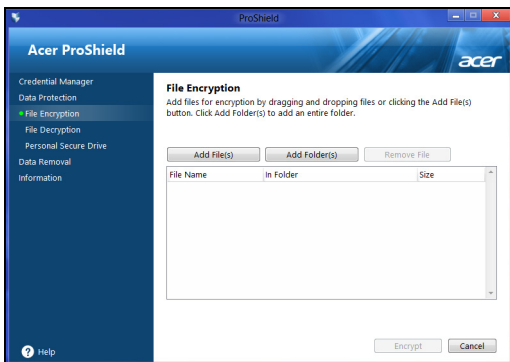 ProShield
Acer ProShield
acer
Credential Manager
Data Protection
File Encryption
File Decryption
Personal Secure Drive
Data Removal
Information
File Encryption
Add files for encryption by dragging and dropping files or clicking the Add File(s)
button. Click Add Folder(s) to add an entire folder.
Add File(s) Add Folder(s) Remove File
File Name In Folder Size
Encrypt Cancel
? Help